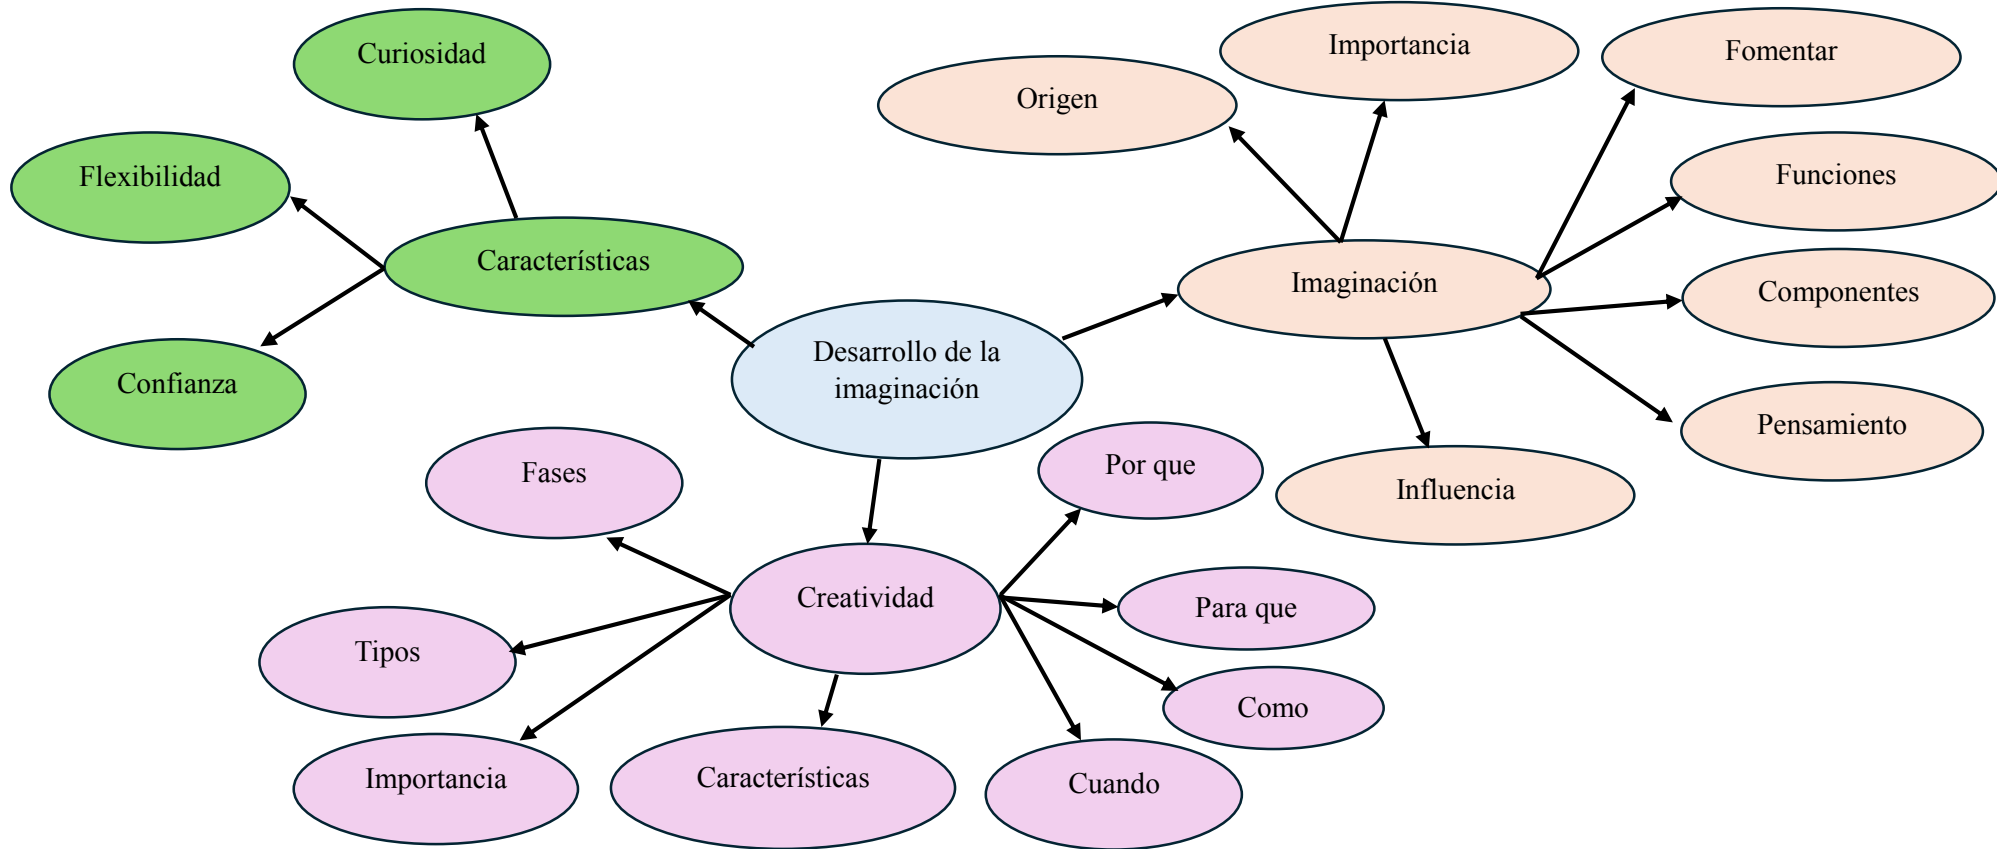 Curiosidad
Flexibilidad
Características
Confianza
Origen
Importancia
Fomentar
Funciones
Imaginación
Componentes
Pensamiento
Influencia
Desarrollo de la
imaginación
Fases
Por que
Creatividad
Para que
Tipos
Como
Importancia
Características
Cuando